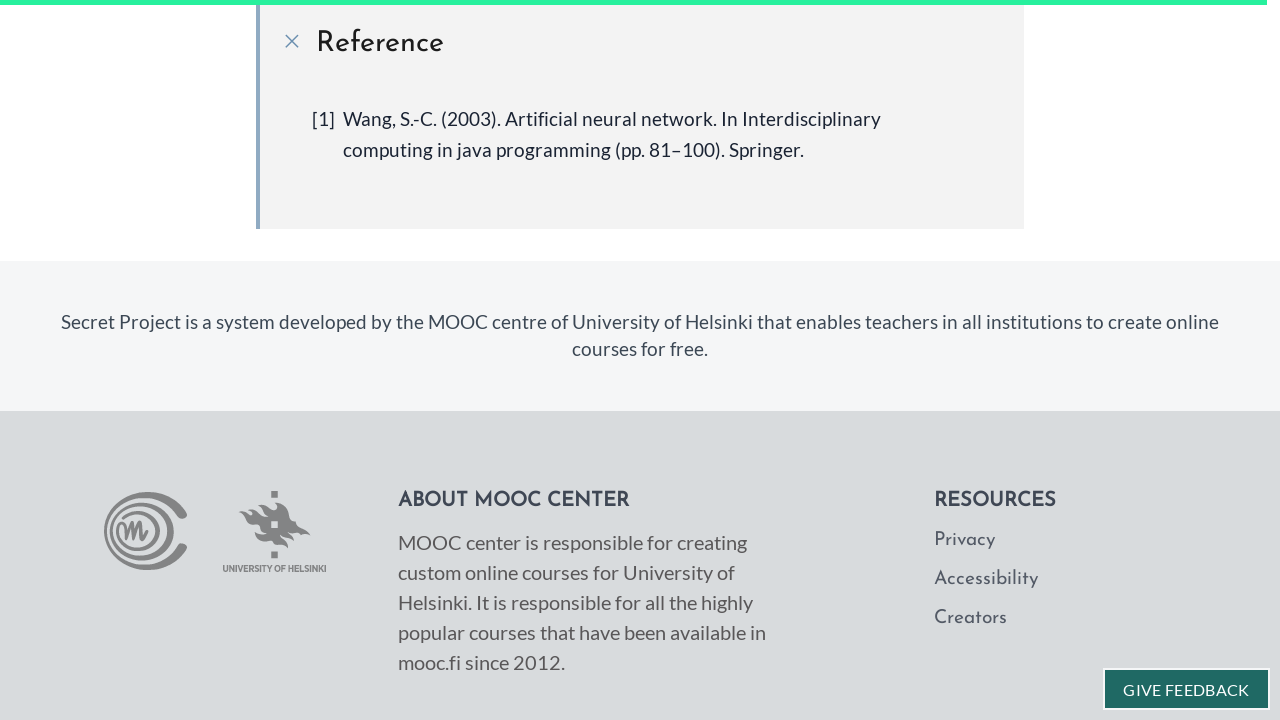 Reference
[1] Wang, S.-C. (2003). Artificial neural network. In Interdisciplinary
computing in java programming (pp. 81–100). Springer.
Secret Project is a system developed by the MOOC centre of University of Helsinki that enables teachers in all institutions to create online
courses for free.
UNIVERSITY OF HELSINKI
ABOUT MOOC CENTER
MOOC center is responsible for creating
custom online courses for University of
Helsinki. It is responsible for all the highly
popular courses that have been available in
mooc.fi since 2012.
RESOURCES
Privacy
Accessibility
Creators
GIVE FEEDBACK